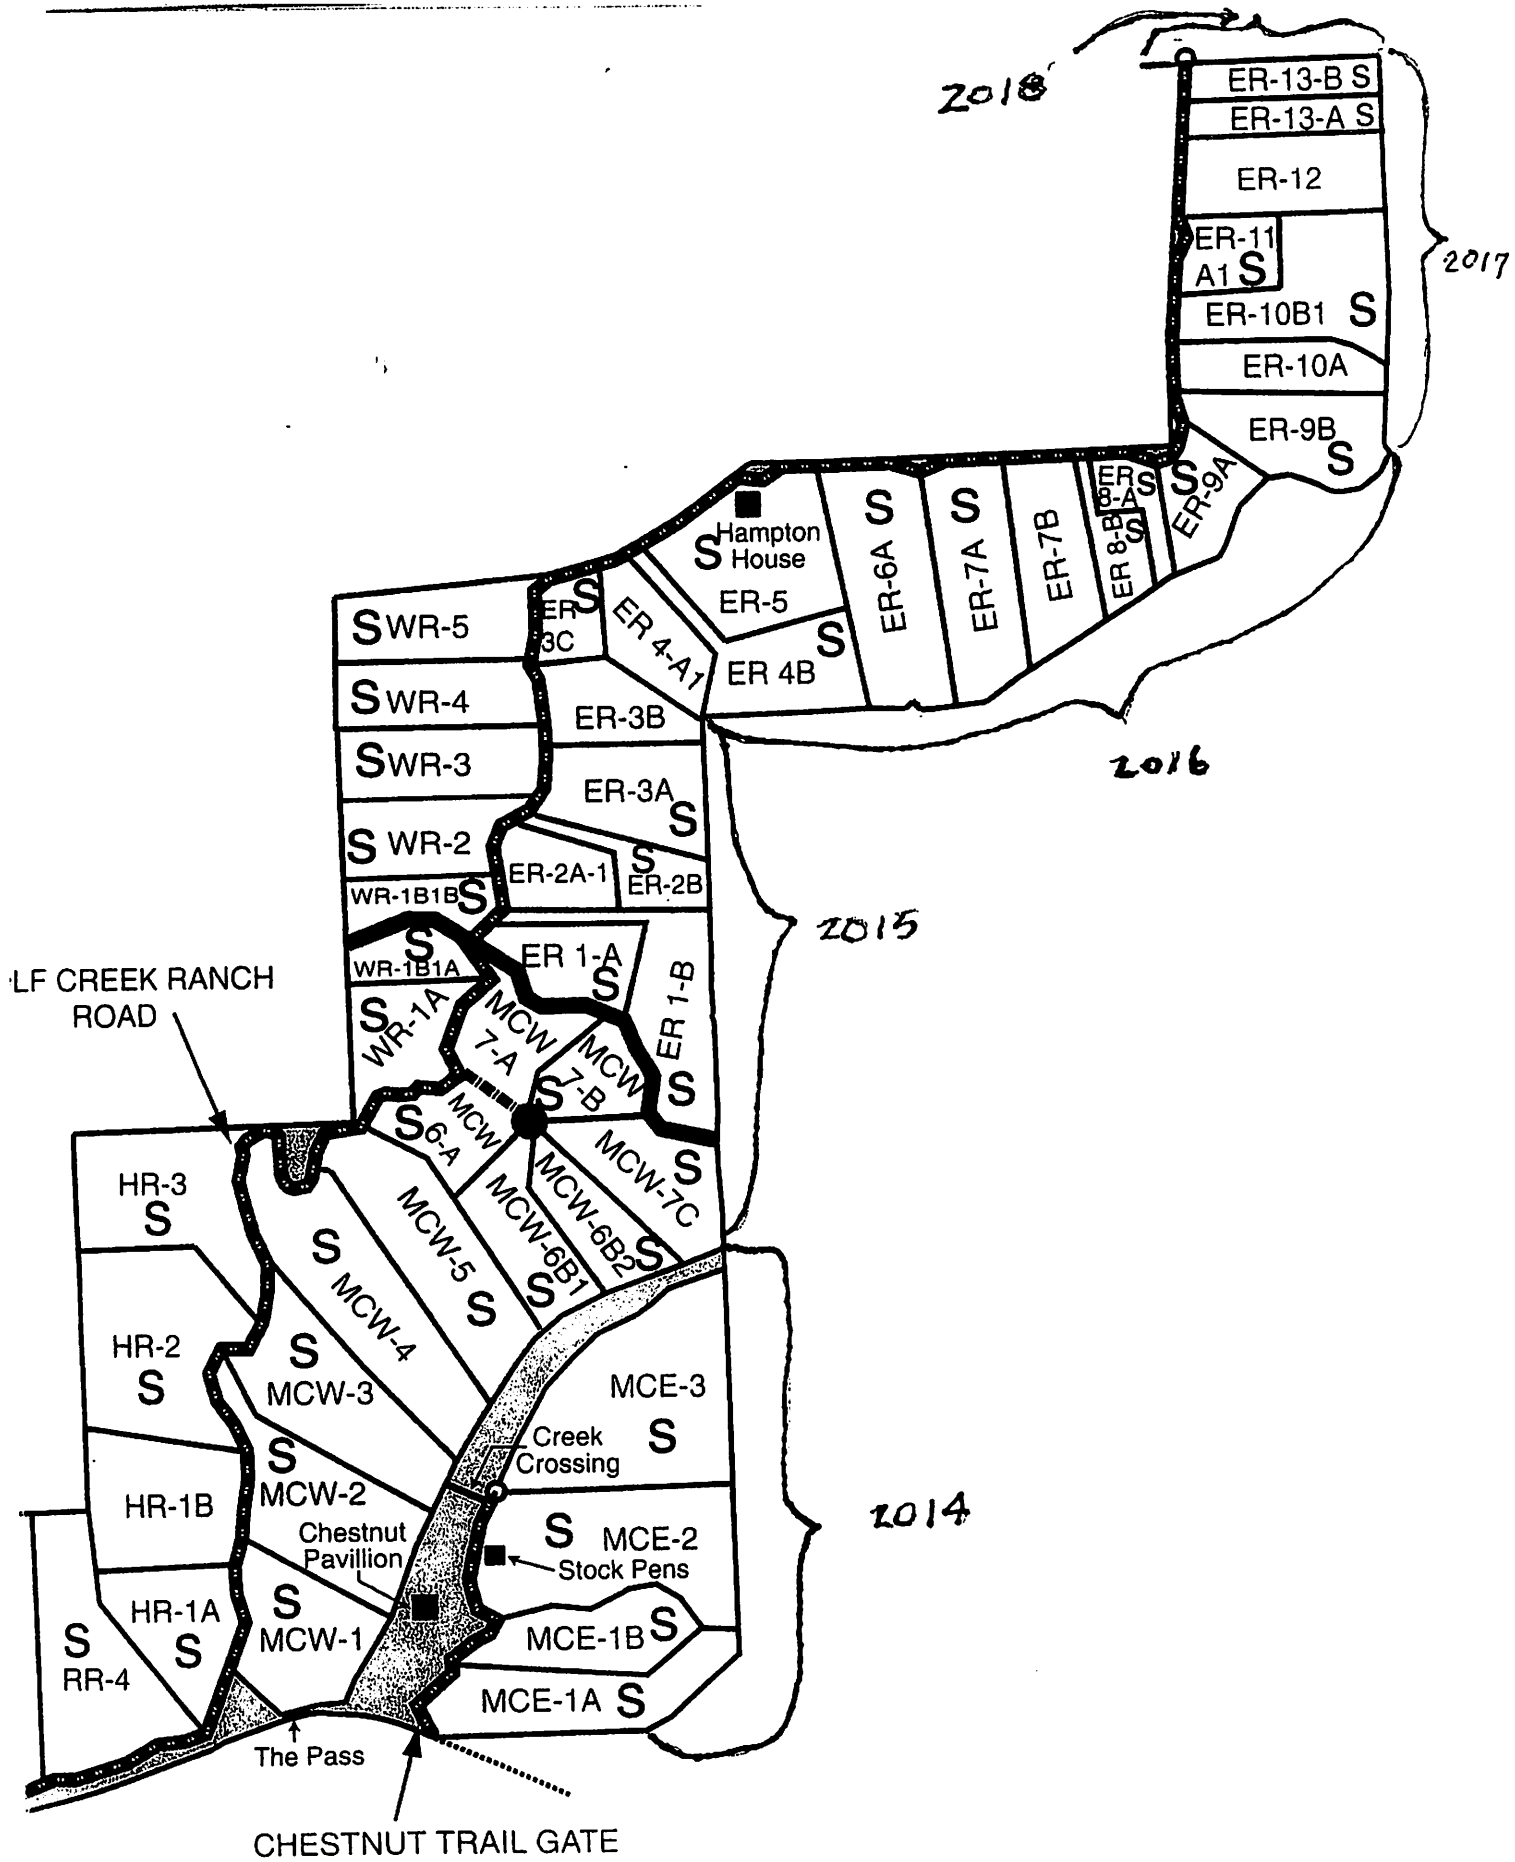 2018
ER-13-B S
ER-13-A S
ER-12
ER-11
A1 S
2017
ER-10B1 S
ER-10A
ER-9B
S
S
ER-9A
ER
8-A S
ER 8-B
S
ER-7B
S
ER-7A
S
ER-6A
Hampton
House
S
ER-5
ER 4B
S
ER 4-A1
ER
3C
S
S WR-5
S WR-4
ER-3B
2016
S WR-3
ER-3A
S
S WR-2
ER-2A-1
S
ER-2B
WR-1B1B S
2015
S
WR-1B1A
ER 1-A
S
ER 1-B
S
LF CREEK RANCH
ROAD
S
WR-1A
MCW
7-A
MCW
7-B
S
S
MCW
6-A
MCW-7C
S
HR-3
S
MCW-5
S
MCW-6B1
S
MCW-6B2
S
S
MCW-4
HR-2
S
S
MCW-3
MCE-3
S
Creek
Crossing
S
MCW-2
HR-1B
Chestnut
Pavillion
S
MCE-2
Stock Pens
2014
HR-1A
S
S
MCW-1
MCE-1B S
S
RR-4
MCE-1A S
The Pass
CHESTNUT TRAIL GATE